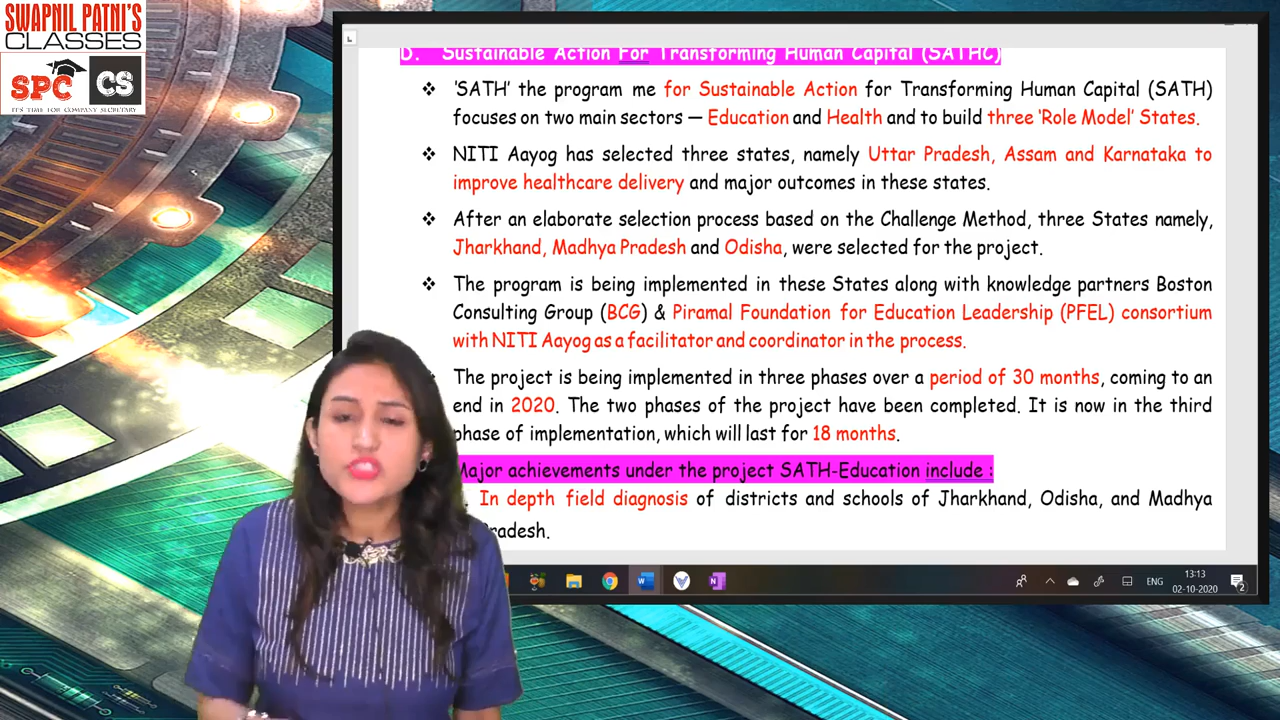 SWAPNIL PATNI'S
CLASSES
SPC CS
IT'S TIME FOR COMPANY SECRETARY
D. Sustainable Action For Transforming Human Capital (SATHC)
❖ 'SATH' the program me for Sustainable Action for Transforming Human Capital (SATH)
focuses on two main sectors — Education and Health and to build three 'Role Model' States.
❖ NITI Aayog has selected three states, namely Uttar Pradesh, Assam and Karnataka to
improve healthcare delivery and major outcomes in these states.
❖ After an elaborate selection process based on the Challenge Method, three States namely,
Jharkhand, Madhya Pradesh and Odisha, were selected for the project.
❖ The program is being implemented in these States along with knowledge partners Boston
Consulting Group (BCG) & Piramal Foundation for Education Leadership (PFEL) consortium
with NITI Aayog as a facilitator and coordinator in the process.
The project is being implemented in three phases over a period of 30 months, coming to an
end in 2020. The two phases of the project have been completed. It is now in the third
phase of implementation, which will last for 18 months.
Major achievements under the project SATH-Education include :
In depth field diagnosis of districts and schools of Jharkhand, Odisha, and Madhya
Pradesh.
ENG
13:13
02-10-2020
2